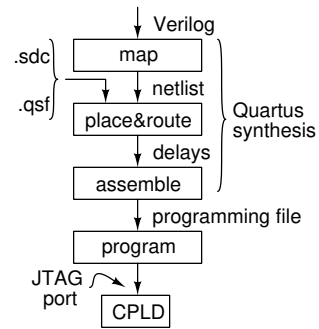 Verilog
.sdc
map
netlist
.qsf
place&route
Quartus
synthesis
delays
assemble
programming file
program
JTAG
port
CPLD